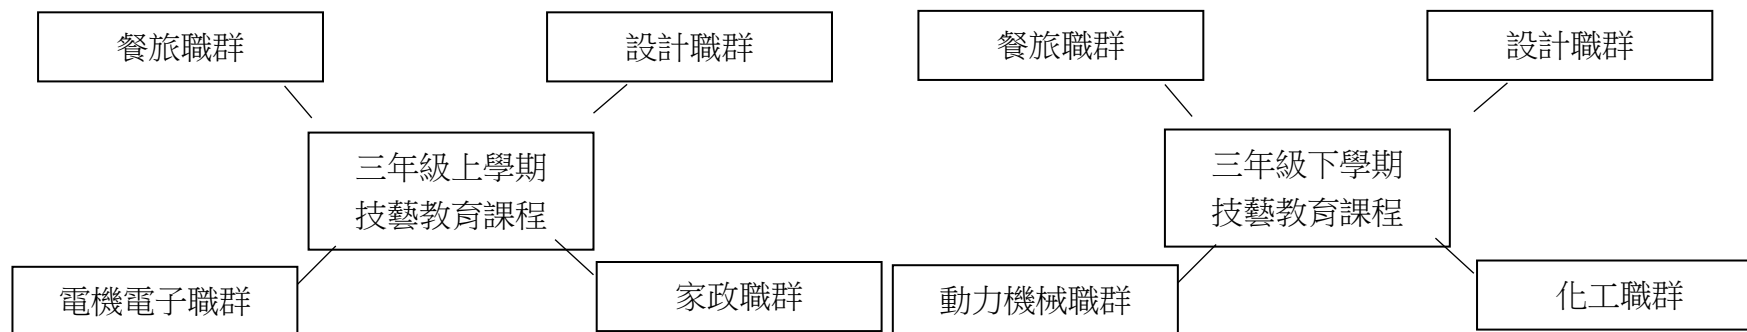 餐旅職群
設計職群
三年級上學期
技藝教育課程
電機電子職群
家政職群
餐旅職群
設計職群
三年級下學期
技藝教育課程
動力機械職群
化工職群